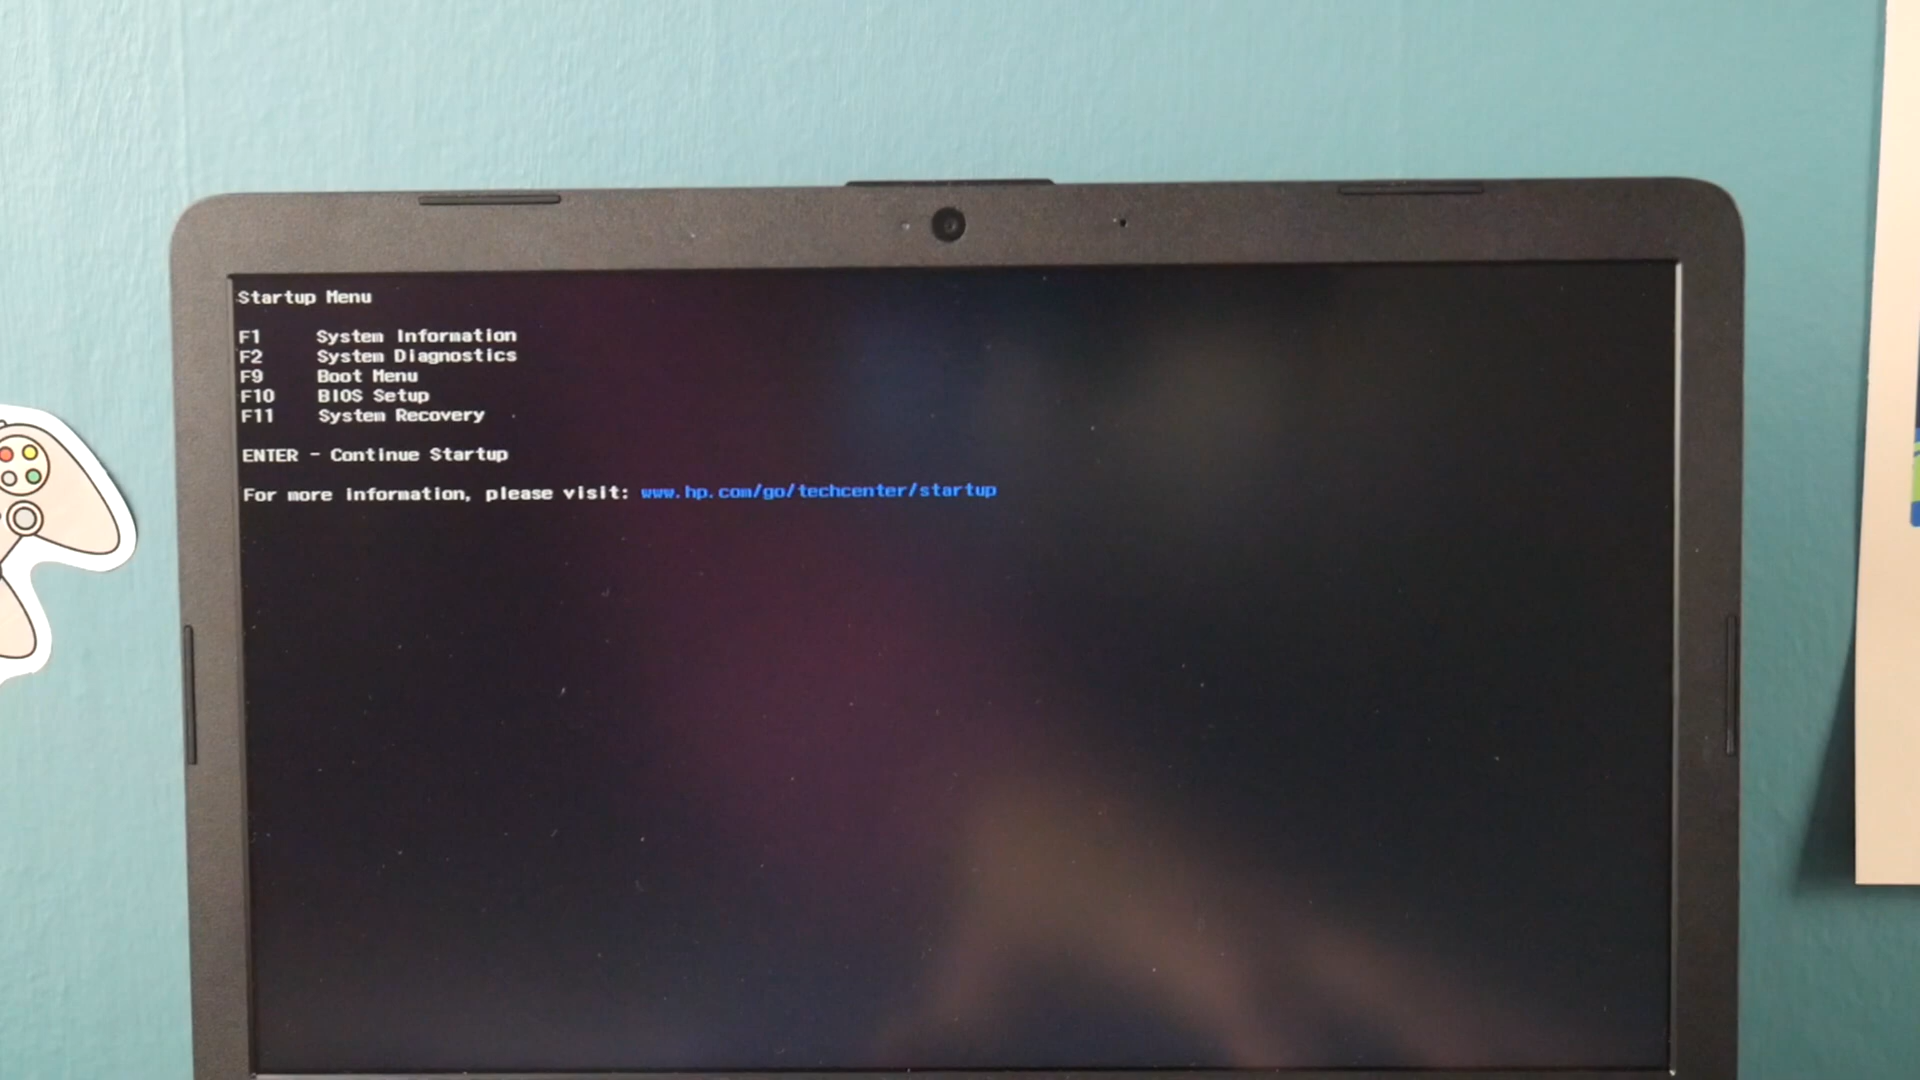 Startup Menu
F1 System Information
F2 System Diagnostics
F9 Boot Menu
F10 BIOS Setup
F11 System Recovery
ENTER - Continue Startup
For more information, please visit: www.hp.com/go/techcenter/startup